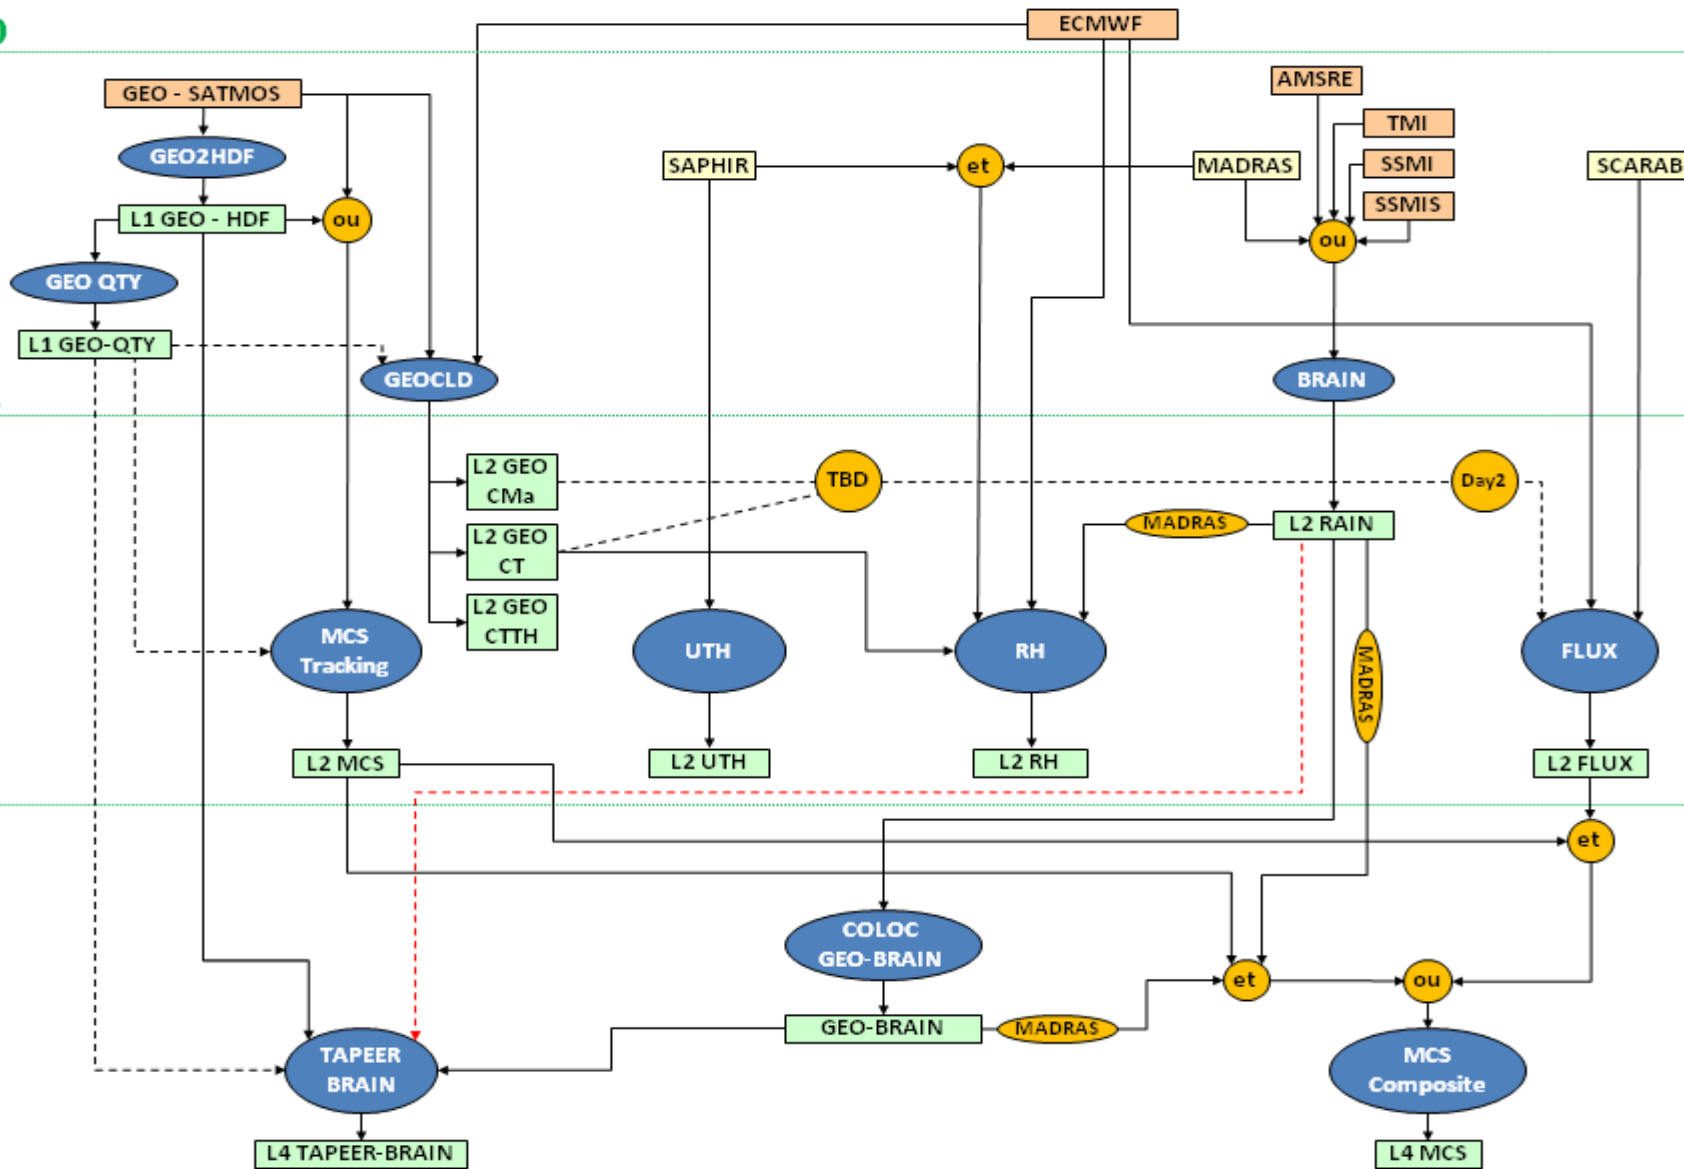 ECMWF
GEO - SATMOS
AMSRE
TMI
GEO2HDF
SAPHIR
et
MADRAS
SSMI
SCARAB
SSMIS
L1 GEO - HDF
ou
ou
GEO QTY
L1 GEO-QTY
GEOCLD
BRAIN
L2 GEO
CMa
TBD
Day2
MADRAS
L2 RAIN
L2 GEO
CT
L2 GEO
CTTH
MCS
Tracking
UTH
RH
MADRAS
FLUX
L2 MCS
L2 UTH
L2 RH
L2 FLUX
et
COLOC
GEO-BRAIN
et
ou
GEO-BRAIN
MADRAS
TAPEER
BRAIN
MCS
Composite
L4 TAPEER-BRAIN
L4 MCS